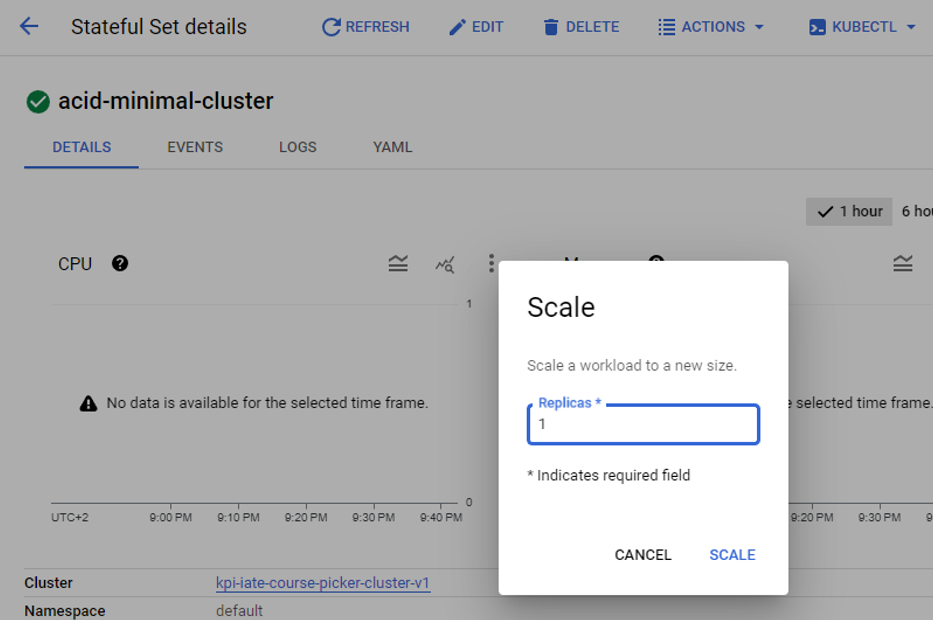 Stateful Set details REFRESH EDIT DELETE ACTIONS KUBECTL
acid-minimal-cluster
DETAILS EVENTS LOGS YAML
1 hour 6
CPU
1
No data is available for the selected time frame.
0
UTC+2 9:00 PM 9:10 PM 9:20 PM 9:30 PM 9:40 PM
Scale
Scale a workload to a new size.
Replicas *
1
* Indicates required field
CANCEL SCALE
selected time frame.
9:20 PM 9:30 PM
Cluster kpi-iate-course-picker-cluster-v1
Namespace default